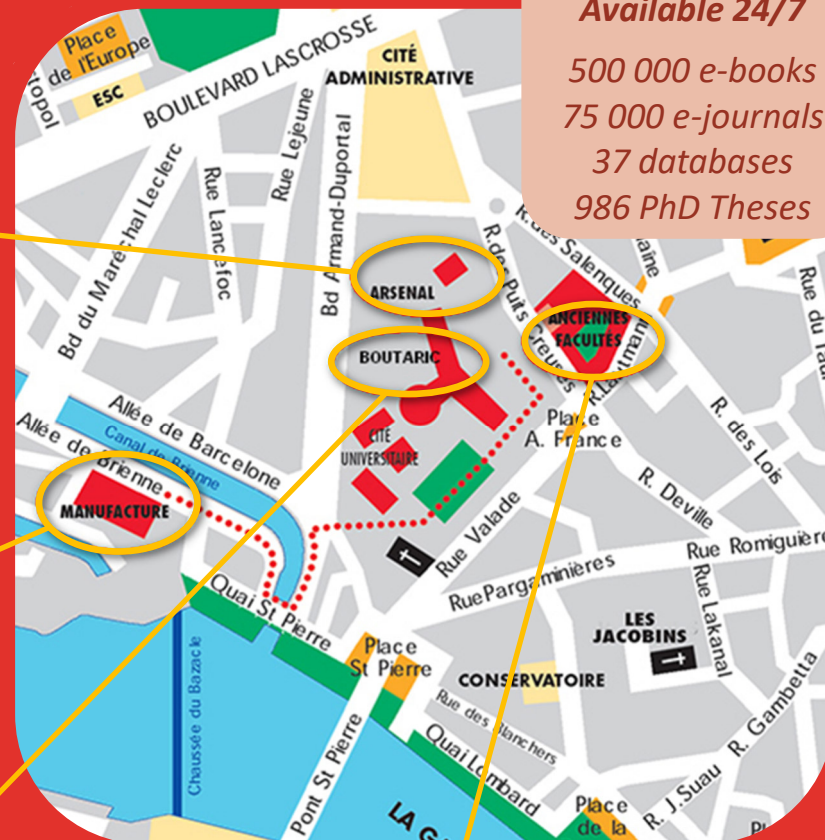 Available 24/7
500 000 e-books
75 000 e-journals
37 databases
986 PhD Theses
Place
de l'Europe
ESC
BOULEVARD LASCROSSE
CITÉ
ADMINISTRATIVE
Bd du Maréchal Leclerc
Rue Lancefoc
Rue Lejeune
Bd Armand-Duportal
R. des Salenques
R. des Puits Creusés
ARSENAL
BOUTARIC
ANCIENNES
FACULTÉS
R. Lautmann
Place
A. France
CITÉ
UNIVERSITAIRE
Allée de Barcelone
Canal de Brienne
Allée de Brienne
MANUFACTURE
R. des Lois
R. Deville
Rue Valade
Rue Pargaminières
Rue Romiguière
Rue Lakanal
LES
JACOBINS
Quai St Pierre
Place
St Pierre
CONSERVATOIRE
Rue des Blanchers
Chaussée du Bazacle
Pont St Pierre
Quai Lombard
R. Gambetta
R. J. Suau
Place
de la
LA G